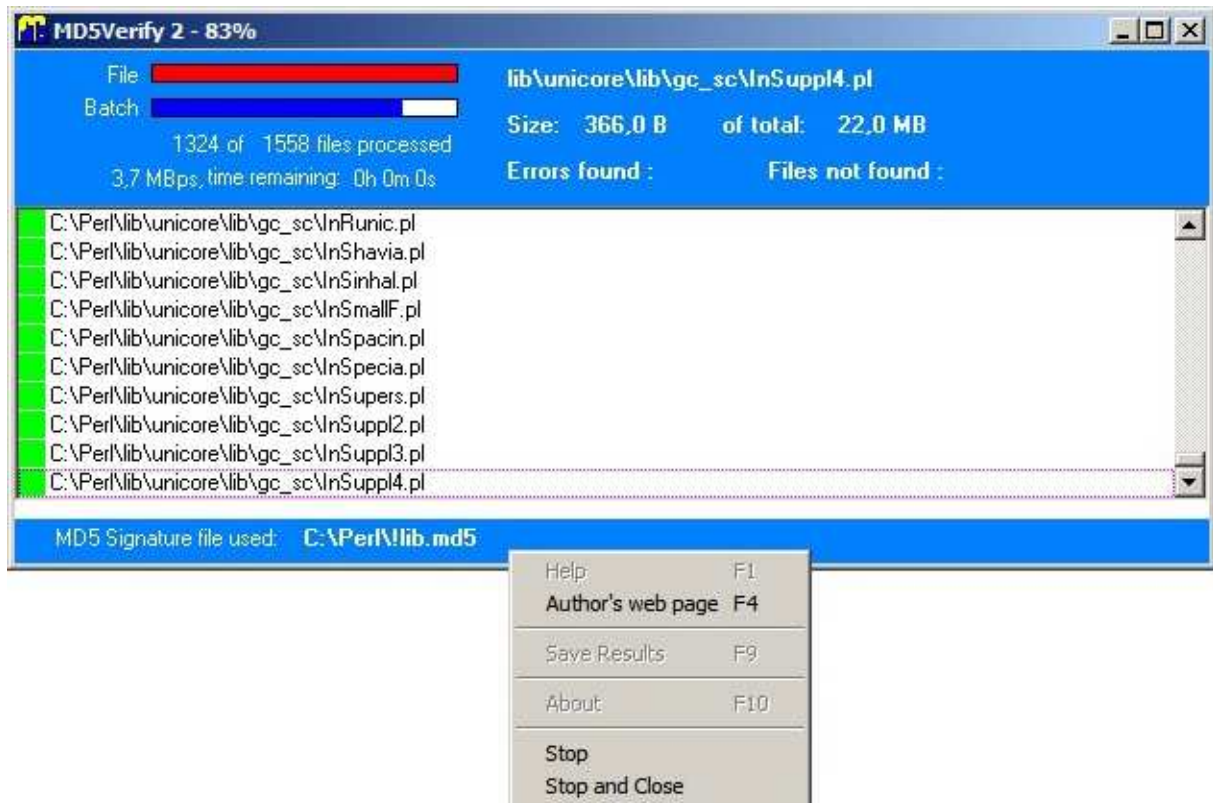 MD5Verify 2 - 83%
File
Batch
1324 of 1558 files processed
3,7 MBps, time remaining: 0h 0m 0s
lib\unicore\lib\gc_sc\InSuppl4.pl
Size: 366,0 B of total: 22,0 MB
Errors found : Files not found :
C:\Perl\lib\unicore\lib\gc_sc\InRunic.pl
C:\Perl\lib\unicore\lib\gc_sc\InShavia.pl
C:\Perl\lib\unicore\lib\gc_sc\InSinhal.pl
C:\Perl\lib\unicore\lib\gc_sc\InSmallF.pl
C:\Perl\lib\unicore\lib\gc_sc\InSpacin.pl
C:\Perl\lib\unicore\lib\gc_sc\InSpecia.pl
C:\Perl\lib\unicore\lib\gc_sc\InSupers.pl
C:\Perl\lib\unicore\lib\gc_sc\InSuppl2.pl
C:\Perl\lib\unicore\lib\gc_sc\InSuppl3.pl
C:\Perl\lib\unicore\lib\gc_sc\InSuppl4.pl
MD5 Signature file used: C:\Perl\!lib.md5
Help F1
Author's web page F4
Save Results F9
About F10
Stop
Stop and Close